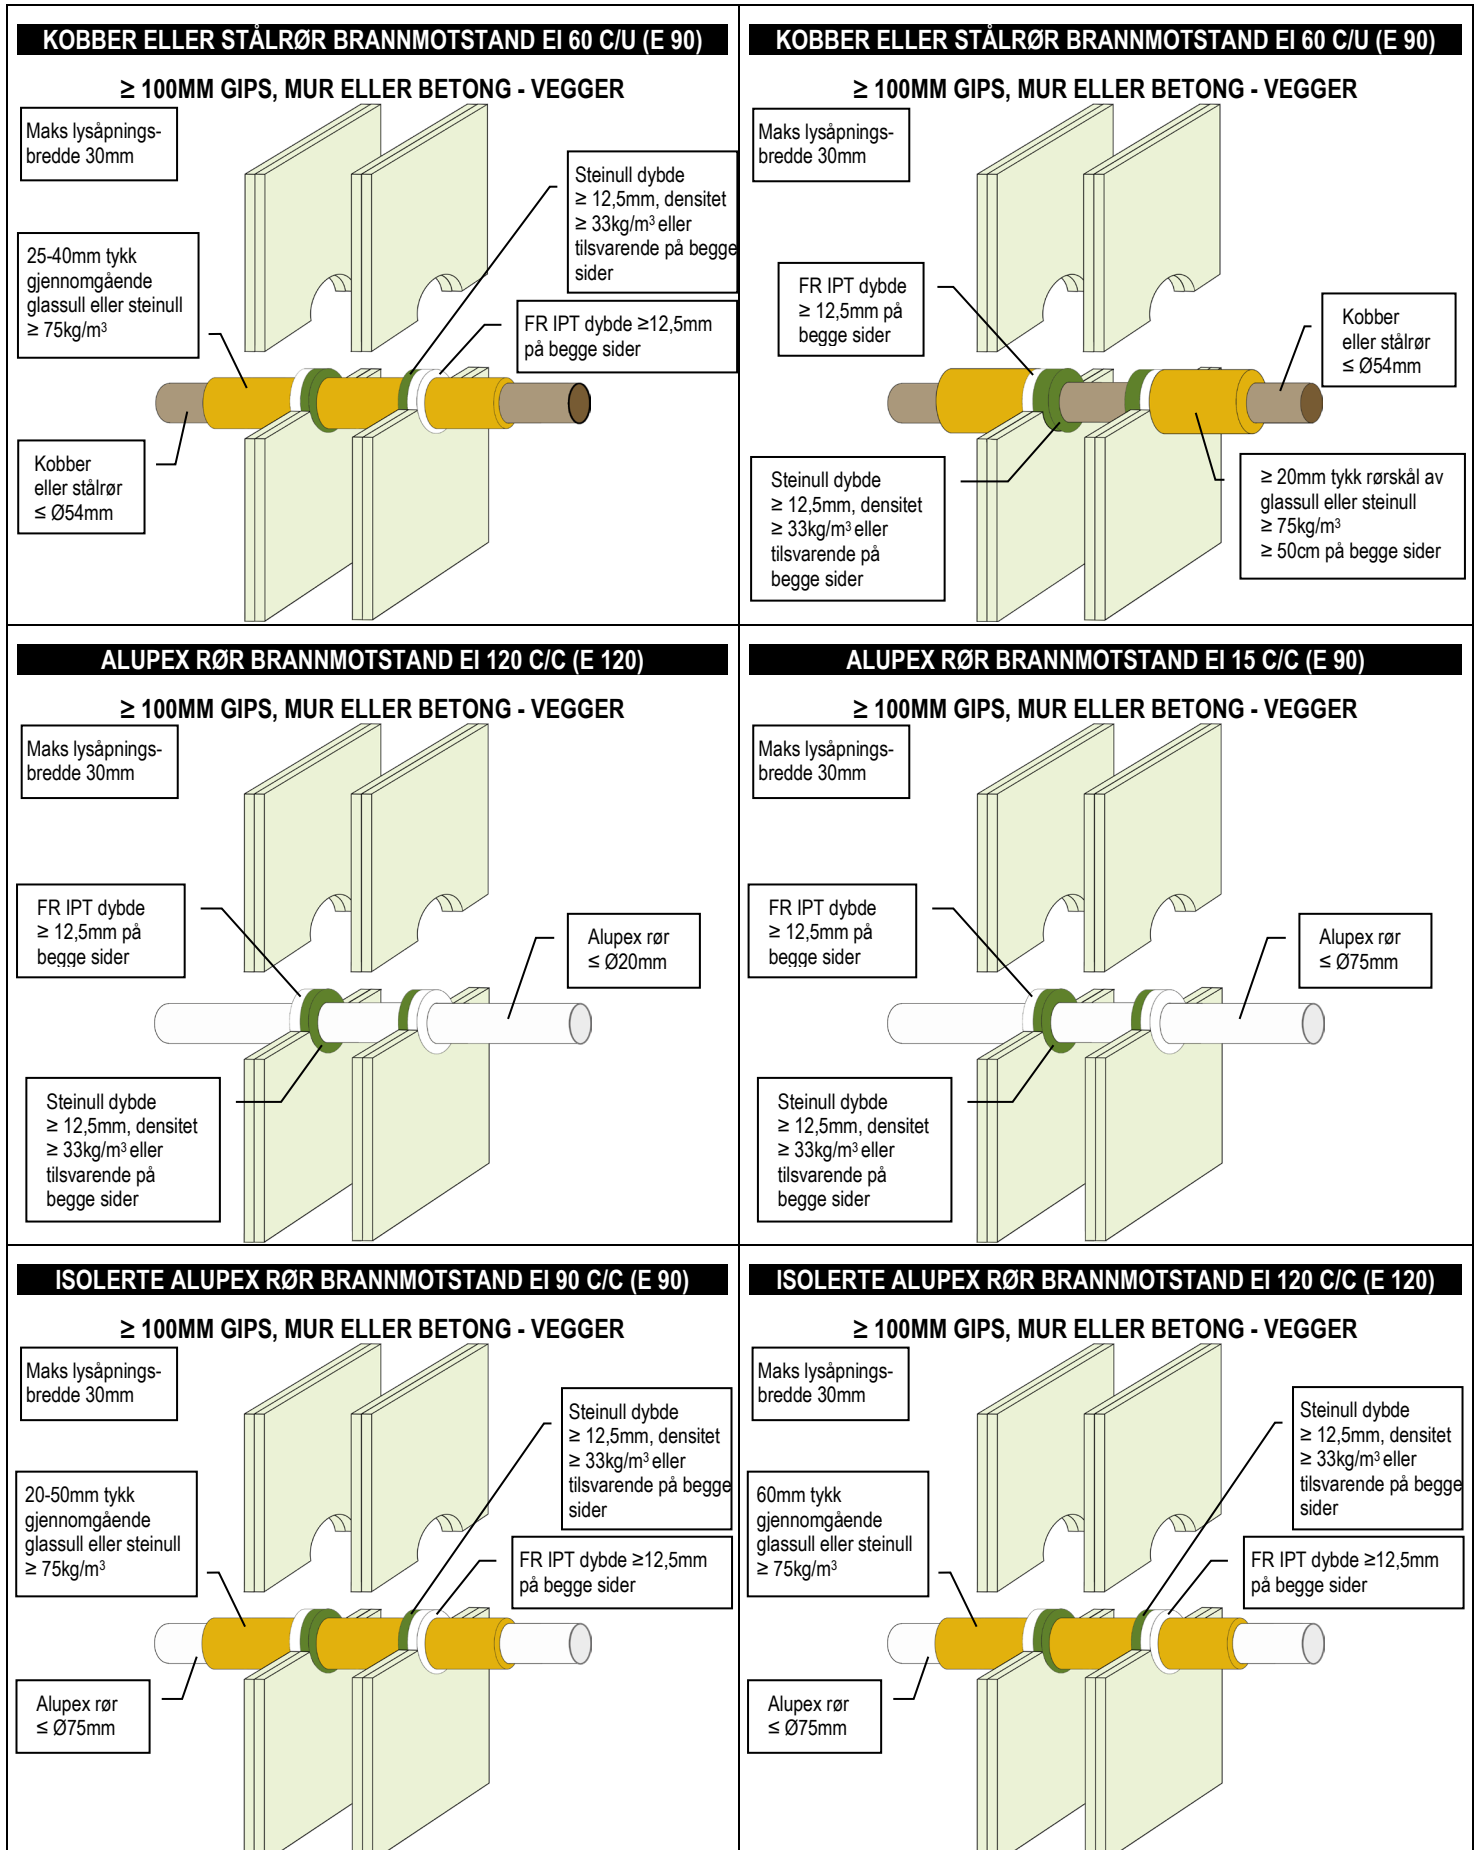 KOBBER ELLER STÅLRØR BRANNMOTSTAND EI 60 C/U (E 90)
≥ 100MM GIPS, MUR ELLER BETONG - VEGGER
Maks lysåpnings-
bredde 30mm
Steinull dybde
≥ 12,5mm, densitet
≥ 33kg/m³ eller
tilsvarende på begge
sider
25-40mm tykk
gjennomgående
glassull eller steinull
≥ 75kg/m³
FR IPT dybde ≥12,5mm
på begge sider
Kobber
eller stålrør
≤ Ø54mm
KOBBER ELLER STÅLRØR BRANNMOTSTAND EI 60 C/U (E 90)
≥ 100MM GIPS, MUR ELLER BETONG - VEGGER
Maks lysåpnings-
bredde 30mm
FR IPT dybde
≥ 12,5mm på
begge sider
Kobber
eller stålrør
≤ Ø54mm
Steinull dybde
≥ 12,5mm, densitet
≥ 33kg/m³ eller
tilsvarende på
begge sider
≥ 20mm tykk rørskål av
glassull eller steinull
≥ 75kg/m³
≥ 50cm på begge sider
ALUPEX RØR BRANNMOTSTAND EI 120 C/C (E 120)
≥ 100MM GIPS, MUR ELLER BETONG - VEGGER
Maks lysåpnings-
bredde 30mm
FR IPT dybde
≥ 12,5mm på
begge sider
Alupex rør
≤ Ø20mm
Steinull dybde
≥ 12,5mm, densitet
≥ 33kg/m³ eller
tilsvarende på
begge sider
ALUPEX RØR BRANNMOTSTAND EI 15 C/C (E 90)
≥ 100MM GIPS, MUR ELLER BETONG - VEGGER
Maks lysåpnings-
bredde 30mm
FR IPT dybde
≥ 12,5mm på
begge sider
Alupex rør
≤ Ø75mm
Steinull dybde
≥ 12,5mm, densitet
≥ 33kg/m³ eller
tilsvarende på
begge sider
ISOLERTE ALUPEX RØR BRANNMOTSTAND EI 90 C/C (E 90)
≥ 100MM GIPS, MUR ELLER BETONG - VEGGER
Maks lysåpnings-
bredde 30mm
Steinull dybde
≥ 12,5mm, densitet
≥ 33kg/m³ eller
tilsvarende på begge
sider
20-50mm tykk
gjennomgående
glassull eller steinull
≥ 75kg/m³
FR IPT dybde ≥12,5mm
på begge sider
Alupex rør
≤ Ø75mm
ISOLERTE ALUPEX RØR BRANNMOTSTAND EI 120 C/C (E 120)
≥ 100MM GIPS, MUR ELLER BETONG - VEGGER
Maks lysåpnings-
bredde 30mm
Steinull dybde
≥ 12,5mm, densitet
≥ 33kg/m³ eller
tilsvarende på begge
sider
60mm tykk
gjennomgående
glassull eller steinull
≥ 75kg/m³
FR IPT dybde ≥12,5mm
på begge sider
Alupex rør
≤ Ø75mm